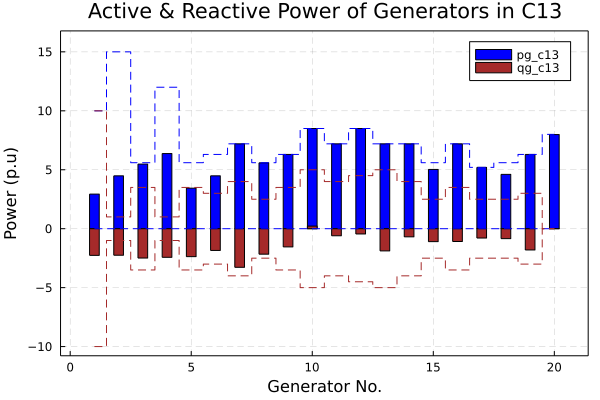 Active & Reactive Power of Generators in C13
pg_c13
qg_c13
Power (p.u)
15
10
5
0
−5
−10
0 5 10 15 20
Generator No.